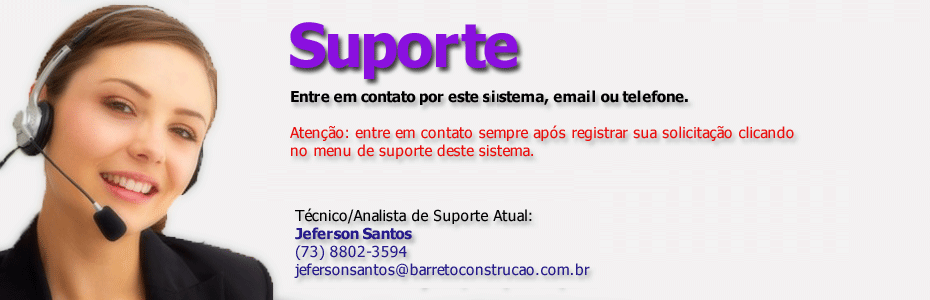 Suporte
Entre em contato por este sistema, email ou telefone.
Atenção: entre em contato sempre após registrar sua solicitação clicando
no menu de suporte deste sistema.
Técnico/Analista de Suporte Atual:
Jeferson Santos
(73) 8802-3594
jefersonsantos@barretoconstrucao.com.br